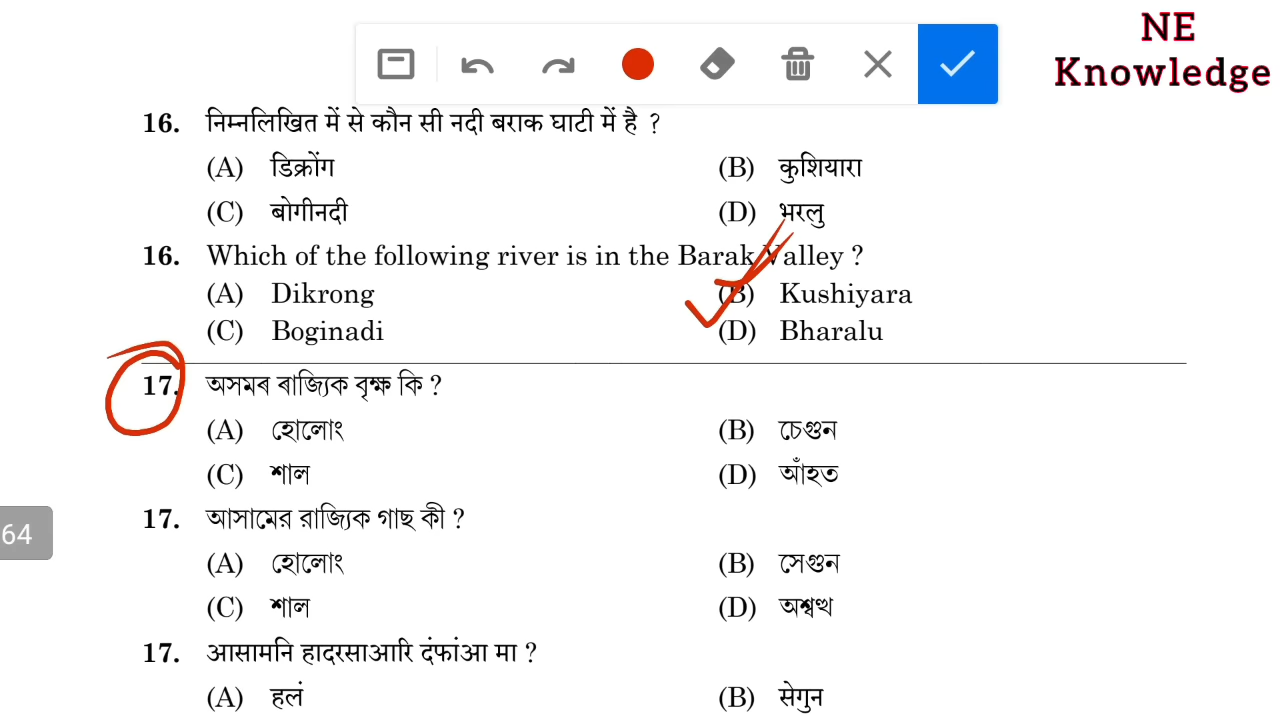 NE
Knowledge
16. निम्नलिखित में से कौन सी नदी बराक घाटी में है ?
(A) डिक्रोंग (B) कुशियारा
(C) बोगीनदी (D) भरलु
16. Which of the following river is in the Barak Valley ?
(A) Dikrong (B) Kushiyara
(C) Boginadi (D) Bharalu
17. অসমৰ ৰাজ্যিক বৃক্ষ কি ?
(A) হোলোং (B) চেগুন
(C) শাল (D) আঁহত
17. আসামের রাজ্যিক গাছ কী ?
(A) হোলোং (B) সেগুন
(C) শাল (D) অশ্বত্থ
64
17. आसामनि हादरसाआरि दंफांआ मा ?
(A) हलं (B) सेगुन